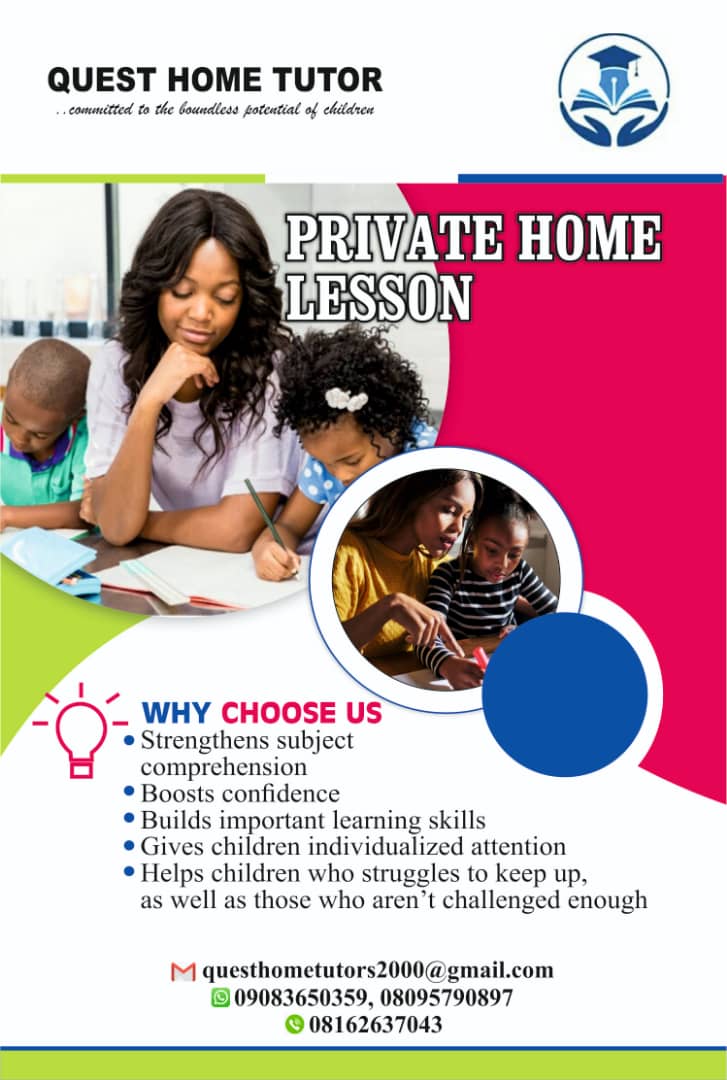 QUEST HOME TUTOR
..committed to the boundless potential of children
PRIVATE HOME
LESSON
WHY CHOOSE US
• Strengthens subject
comprehension
• Boosts confidence
• Builds important learning skills
• Gives children individualized attention
• Helps children who struggles to keep up,
as well as those who aren't challenged enough
questhometutors2000@gmail.com
09083650359, 08095790897
08162637043